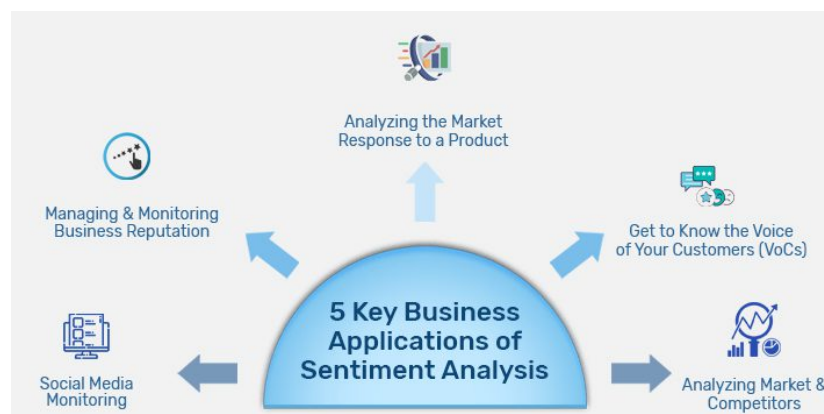 Analyzing the Market
Response to a Product
Managing & Monitoring
Business Reputation
Get to Know the Voice
of Your Customers (VoCs)
5 Key Business
Applications of
Sentiment Analysis
Social Media
Monitoring
Analyzing Market &
Competitors